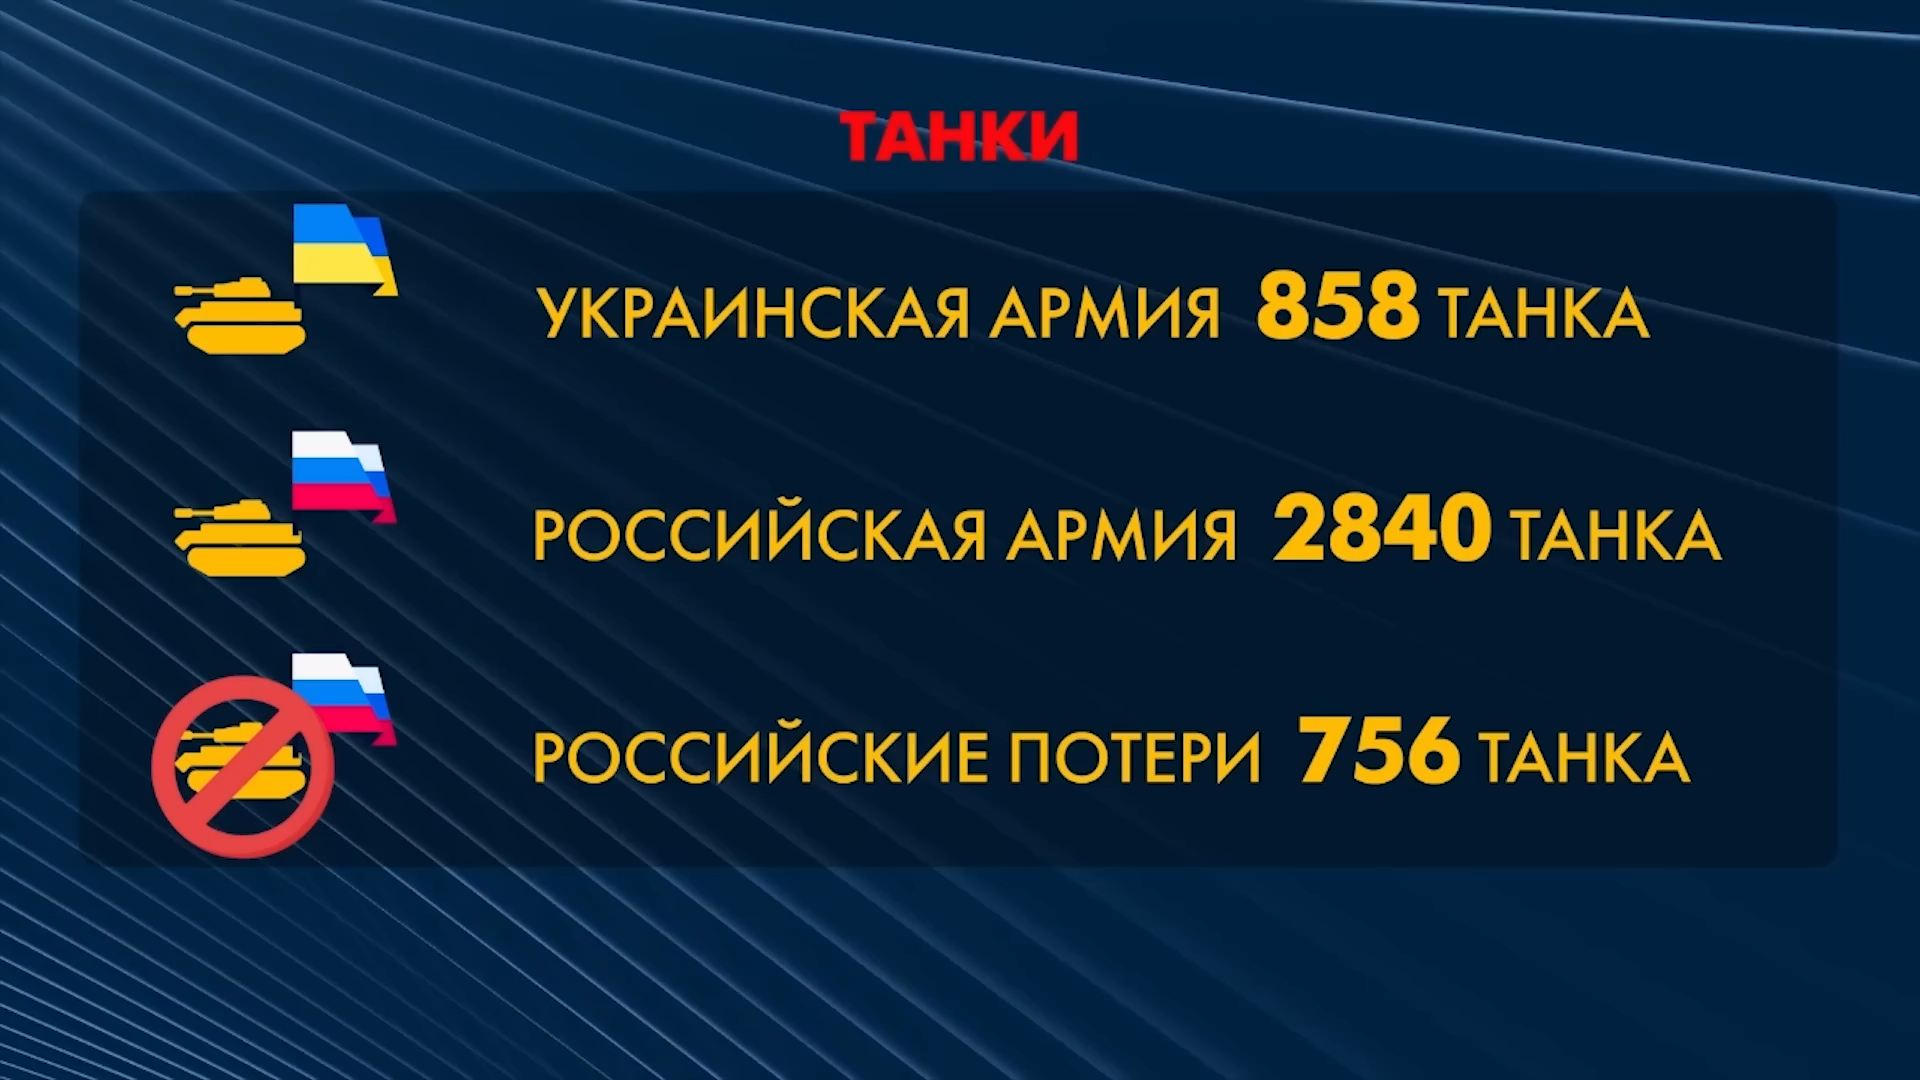 ТАНКИ
УКРАИНСКАЯ АРМИЯ 858 ТАНКА
РОССИЙСКАЯ АРМИЯ 2840 ТАНКА
РОССИЙСКИЕ ПОТЕРИ 756 ТАНКА